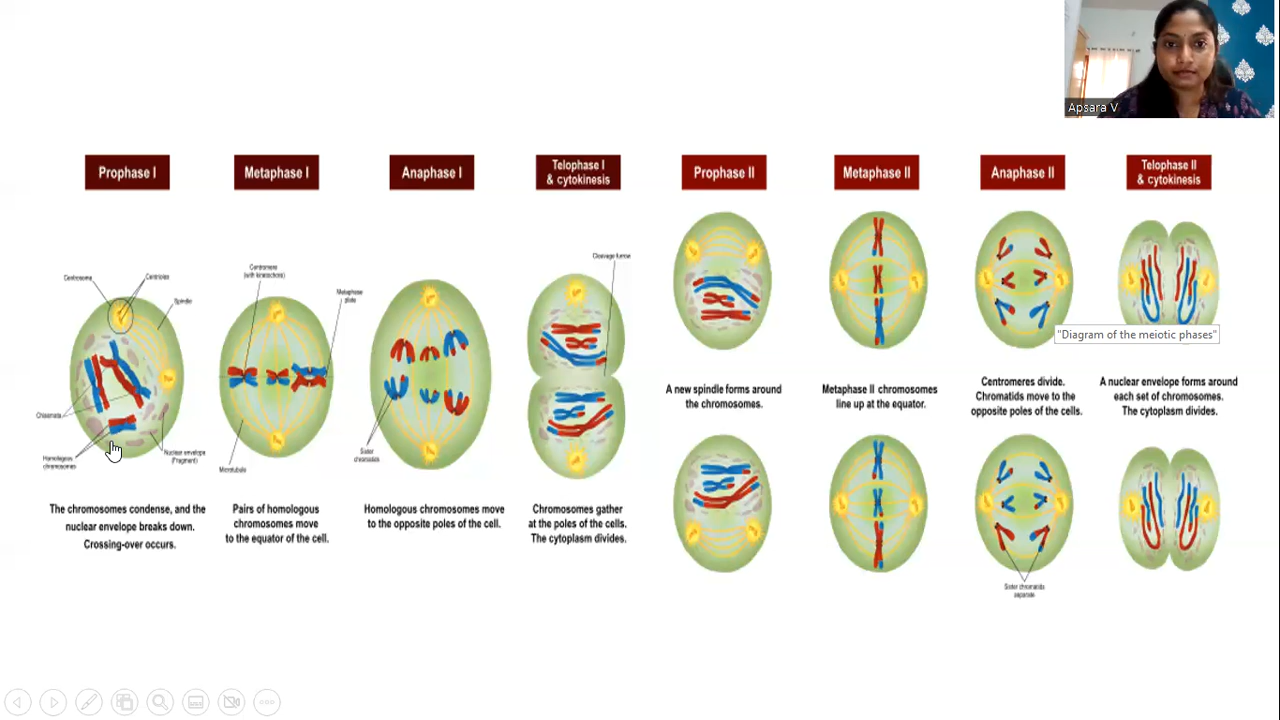 Apsara V
Prophase I
Metaphase I
Anaphase I
Telophase I
& cytokinesis
Prophase II
Metaphase II
Anaphase II
Telophase II
& cytokinesis
Centrosome
Centrioles
Spindle
Chiasmata
Homologous
chromosomes
Nuclear envelope
(Fragment)
The chromosomes condense, and the
nuclear envelope breaks down.
Crossing-over occurs.
Centromere
(with kinetochore)
Metaphase
plate
Microtubule
Pairs of homologous
chromosomes move
to the equator of the cell.
Sister
chromatids
Homologous chromosomes move
to the opposite poles of the cell.
Cleavage furrow
Chromosomes gather
at the poles of the cells.
The cytoplasm divides.
A new spindle forms around
the chromosomes.
Metaphase II chromosomes
line up at the equator.
Centromeres divide.
Chromatids move to the
opposite poles of the cells.
Sister chromatids
separate
"Diagram of the meiotic phases"
A nuclear envelope forms around
each set of chromosomes.
The cytoplasm divides.